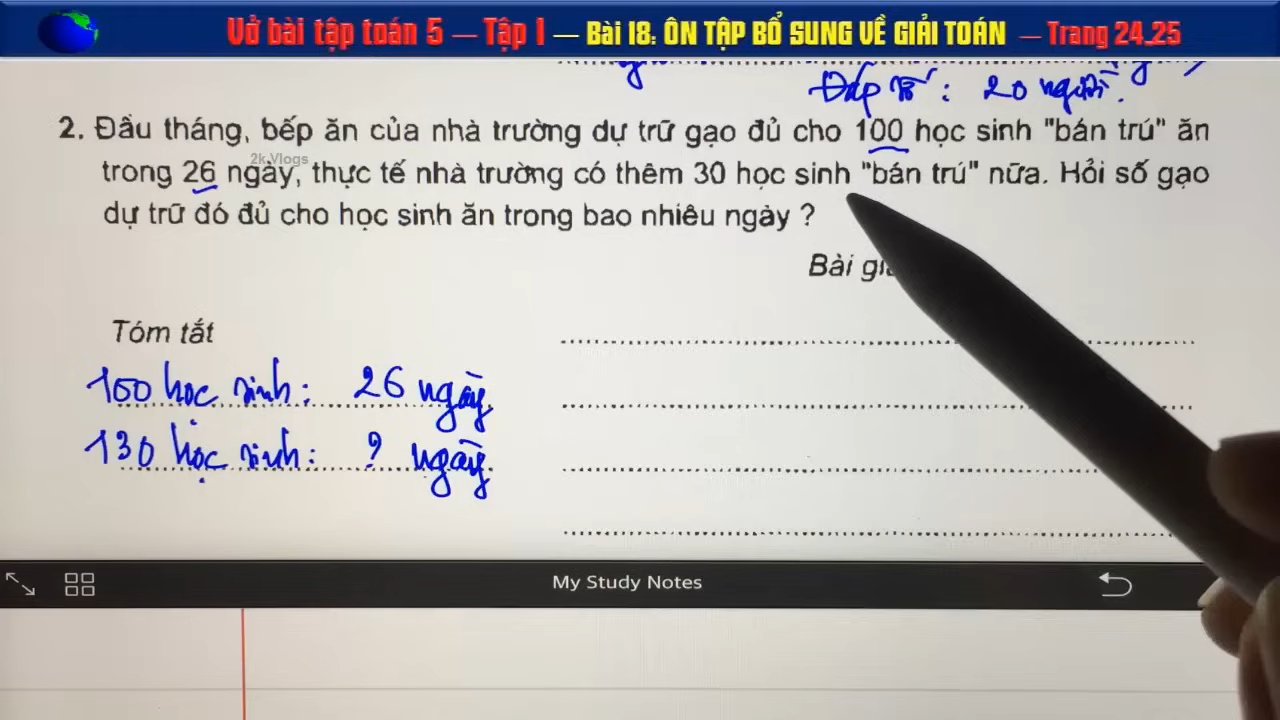 Vở bài tập toán 5 – Tập 1 – Bài 18: ÔN TẬP BỔ SUNG VỀ GIẢI TOÁN – Trang 24,25
Đáp số: 20 người.
2. Đầu tháng, bếp ăn của nhà trường dự trữ gạo đủ cho 100 học sinh "bán trú" ăn
2k Vlogs
trong 26 ngày, thực tế nhà trường có thêm 30 học sinh "bán trú" nữa. Hỏi số gạo
dự trữ đó đủ cho học sinh ăn trong bao nhiêu ngày ?
Bài
Tóm tắt
100 học sinh: 26 ngày
130 học sinh: ? ngày
My Study Notes